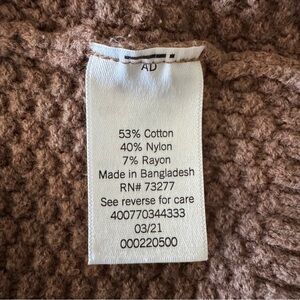 AD
53% Cotton
40% Nylon
7% Rayon
Made in Bangladesh
RN# 73277
See reverse for care
400770344333
03/21
000220500